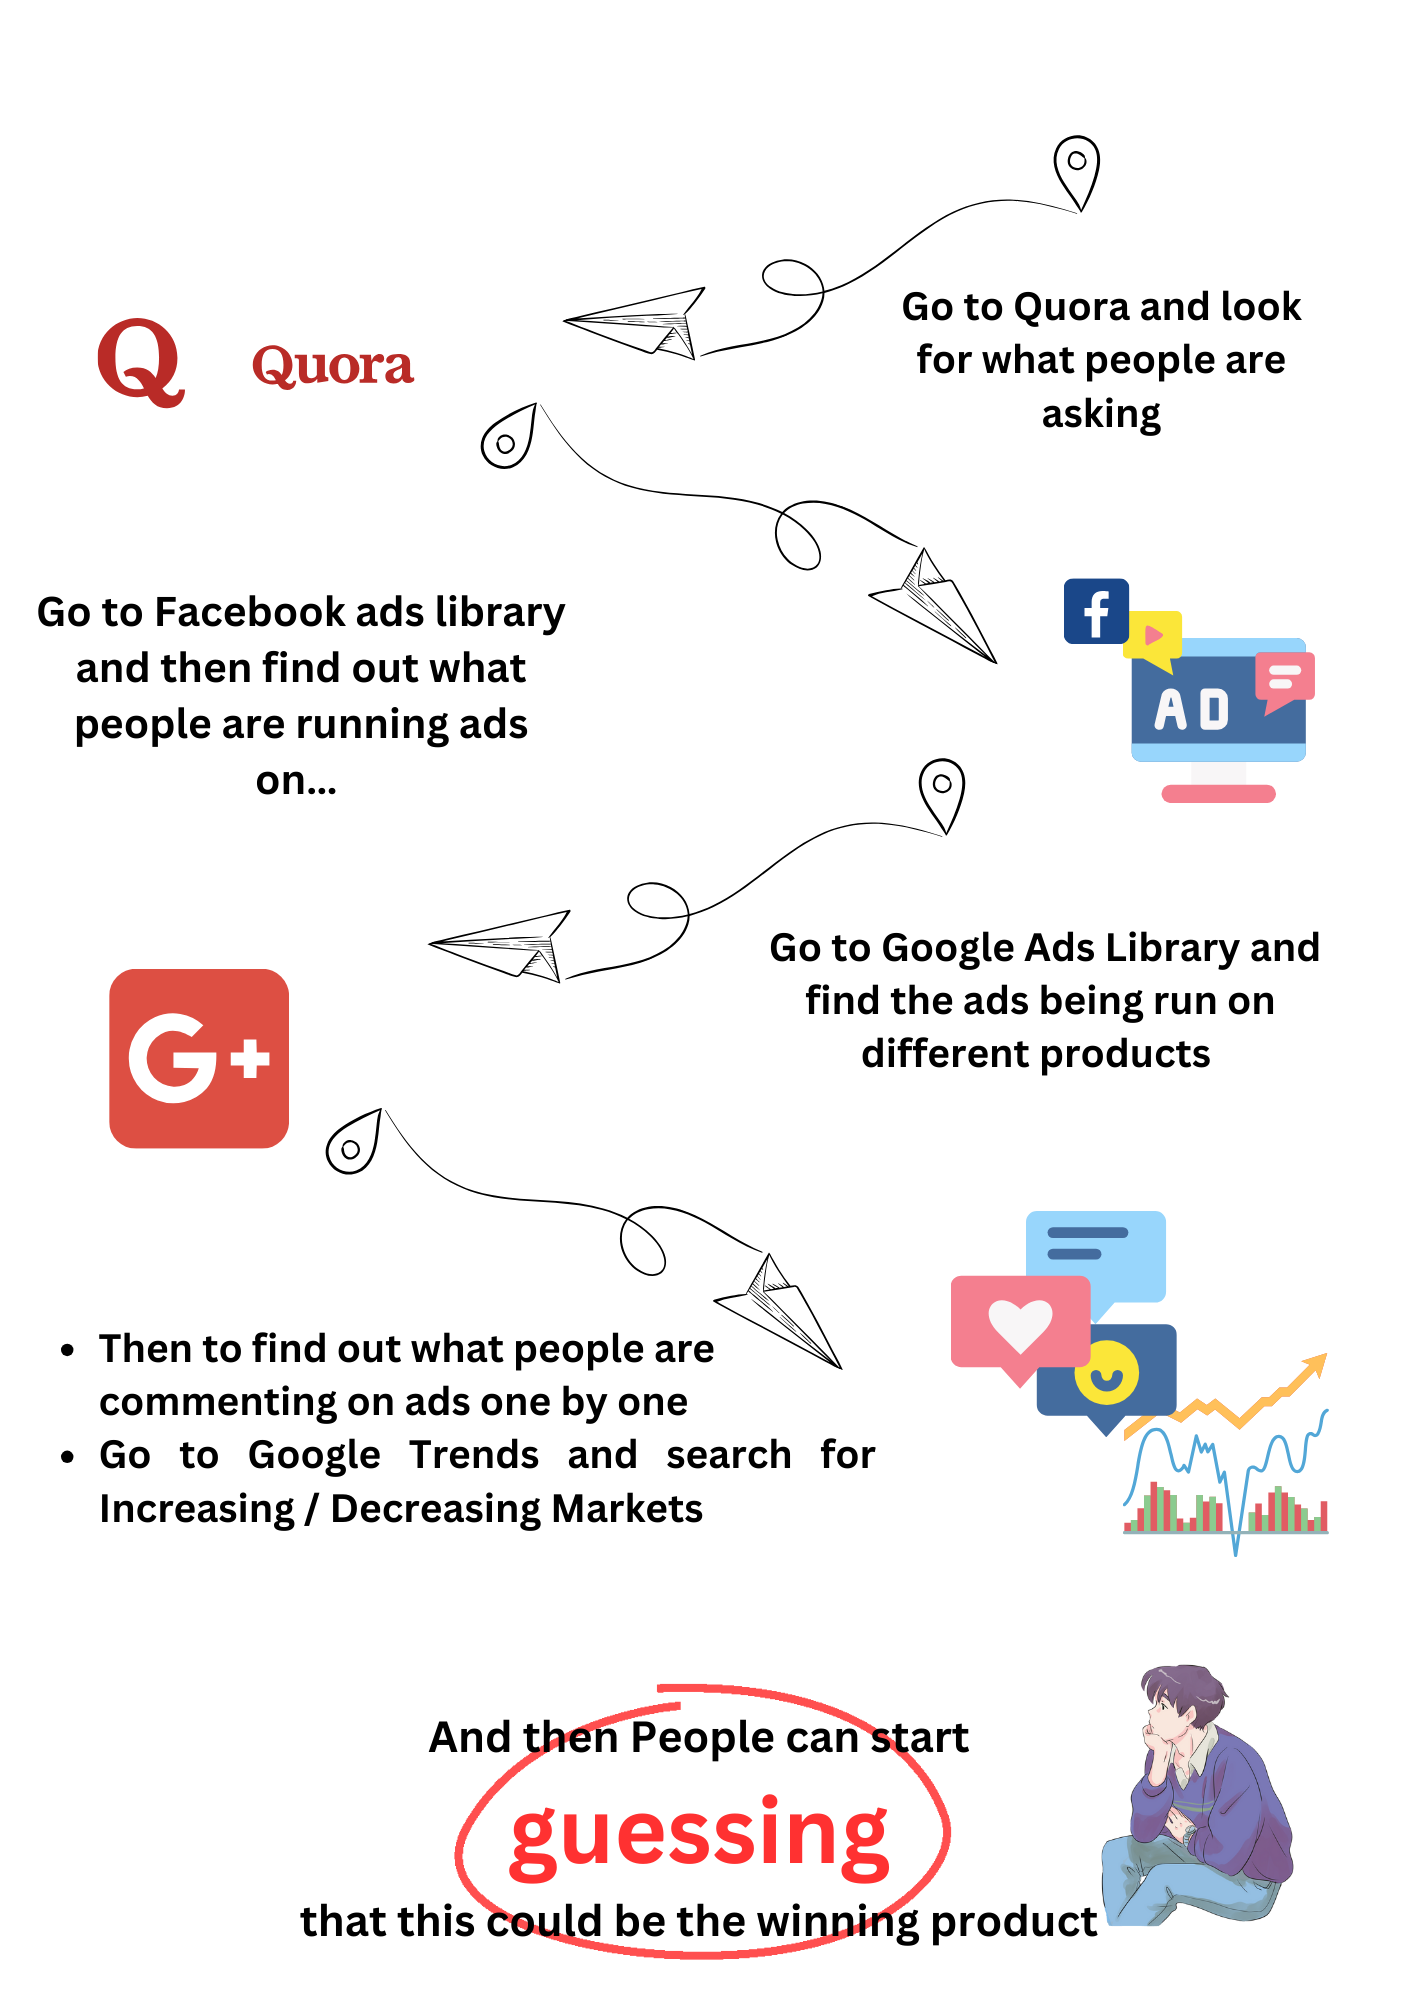 Go to Quora and look
for what people are
asking
Q
Quora
Go to Facebook ads library
and then find out what
people are running ads
on...
f
AD
Go to Google Ads Library and
find the ads being run on
different products
G+
• Then to find out what people are
commenting on ads one by one
• Go to Google Trends and search for
Increasing / Decreasing Markets
And then People can start
guessing
that this could be the winning product